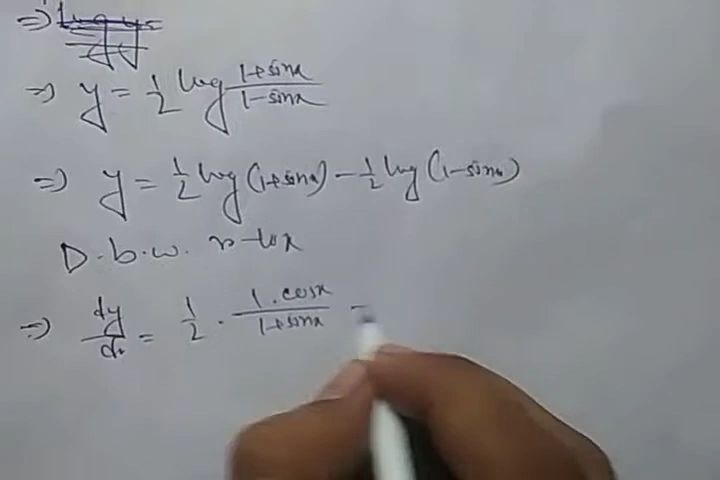 =>
=> y = 1/2 log (1+sinx)/(1-sinx)
=> y = 1/2 log (1+sinx) - 1/2 log (1-sinx)
D.b.w. r-to x
=> dy/dx = 1/2 . (1.cosx)/(1+sinx) -